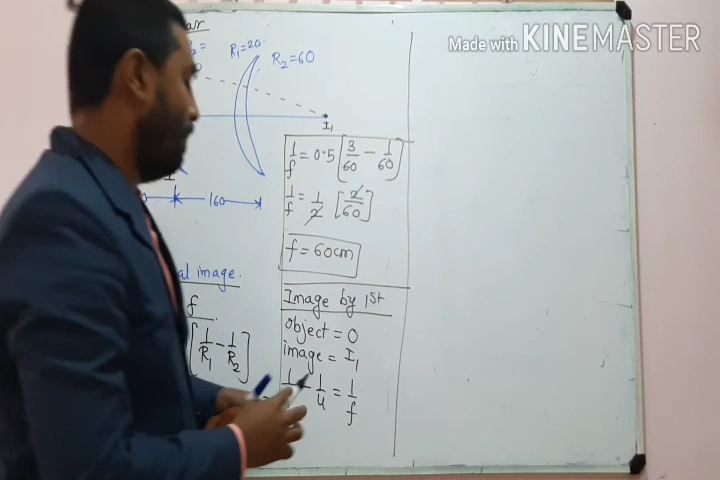 Made with KINEMASTER
R₁=20
R₂=60
I₁
160
al image.
f
[1/R₁ - 1/R₂]
1/f = 0.5 [3/60 - 1/60]
1/f = 1/2 [2/60]
f = 60cm
Image by 1st
object = O
image = I₁
1/u = 1/f